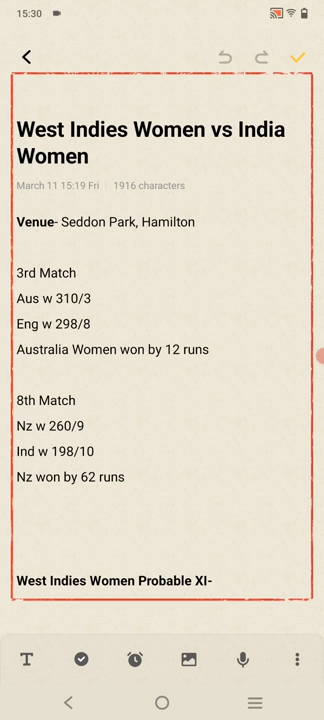 15:30
West Indies Women vs India
Women
March 11 15:19 Fri | 1916 characters
Venue- Seddon Park, Hamilton
3rd Match
Aus w 310/3
Eng w 298/8
Australia Women won by 12 runs
8th Match
Nz w 260/9
Ind w 198/10
Nz won by 62 runs
West Indies Women Probable XI-
T